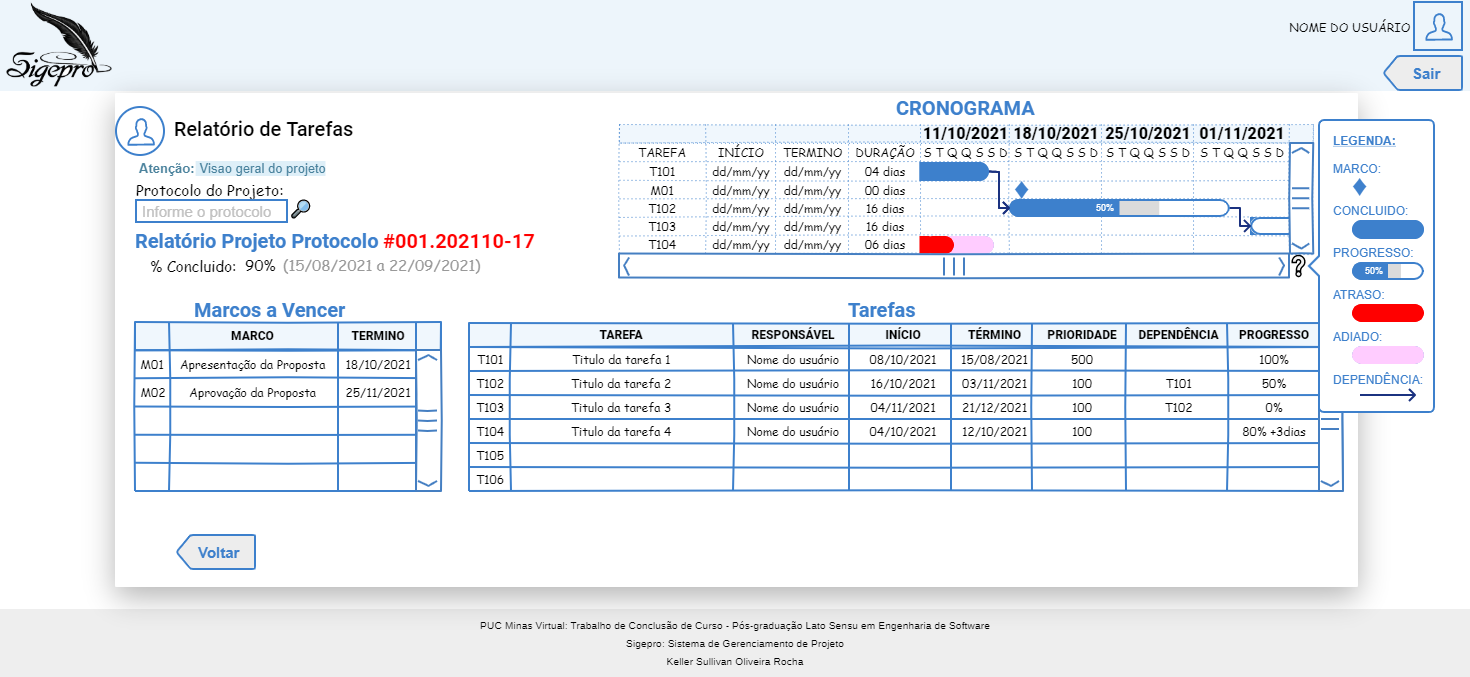 Sigepro
NOME DO USUÁRIO
Sair
Relatório de Tarefas
Atenção: Visao geral do projeto
Protocolo do Projeto:
Informe o protocolo
Relatório Projeto Protocolo #001.202110-17
% Concluido: 90% (15/08/2021 a 22/09/2021)
CRONOGRAMA
11/10/2021 18/10/2021 25/10/2021 01/11/2021
TAREFA INÍCIO TERMINO DURAÇÃO S T Q Q S S D S T Q Q S S D S T Q Q S S D S T Q Q S S D
T101 dd/mm/yy dd/mm/yy 04 dias
M01 dd/mm/yy dd/mm/yy 00 dias
T102 dd/mm/yy dd/mm/yy 16 dias 50%
T103 dd/mm/yy dd/mm/yy 16 dias
T104 dd/mm/yy dd/mm/yy 06 dias
?
LEGENDA:
MARCO:
CONCLUIDO:
PROGRESSO:
50%
ATRASO:
ADIADO:
DEPENDÊNCIA:
Marcos a Vencer
MARCO TERMINO
M01 Apresentação da Proposta 18/10/2021
M02 Aprovação da Proposta 25/11/2021
Tarefas
TAREFA RESPONSÁVEL INÍCIO TÉRMINO PRIORIDADE DEPENDÊNCIA PROGRESSO
T101 Titulo da tarefa 1 Nome do usuário 08/10/2021 15/08/2021 500 100%
T102 Titulo da tarefa 2 Nome do usuário 16/10/2021 03/11/2021 100 T101 50%
T103 Titulo da tarefa 3 Nome do usuário 04/11/2021 21/12/2021 100 T102 0%
T104 Titulo da tarefa 4 Nome do usuário 04/10/2021 12/10/2021 100 80% +3dias
T105
T106
Voltar
PUC Minas Virtual: Trabalho de Conclusão de Curso - Pós-graduação Lato Sensu em Engenharia de Software
Sigepro: Sistema de Gerenciamento de Projeto
Keller Sullivan Oliveira Rocha